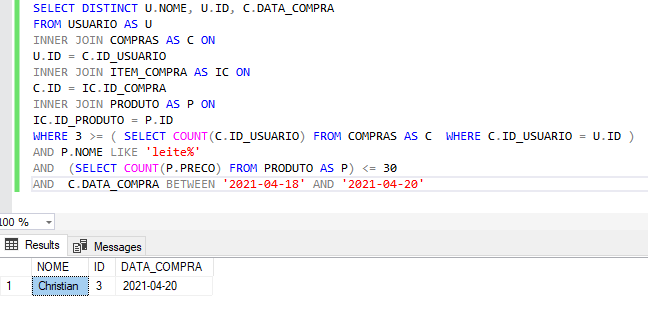 SELECT DISTINCT U.NOME, U.ID, C.DATA_COMPRA
FROM USUARIO AS U
INNER JOIN COMPRAS AS C ON
U.ID = C.ID_USUARIO
INNER JOIN ITEM_COMPRA AS IC ON
C.ID = IC.ID_COMPRA
INNER JOIN PRODUTO AS P ON
IC.ID_PRODUTO = P.ID
WHERE 3 >= ( SELECT COUNT(C.ID_USUARIO) FROM COMPRAS AS C  WHERE C.ID_USUARIO = U.ID )
AND P.NOME LIKE 'leite%'
AND  (SELECT COUNT(P.PRECO) FROM PRODUTO AS P) <= 30
AND  C.DATA_COMPRA BETWEEN '2021-04-18' AND '2021-04-20'
100 %
Results Messages
NOME ID DATA_COMPRA
1 Christian 3 2021-04-20